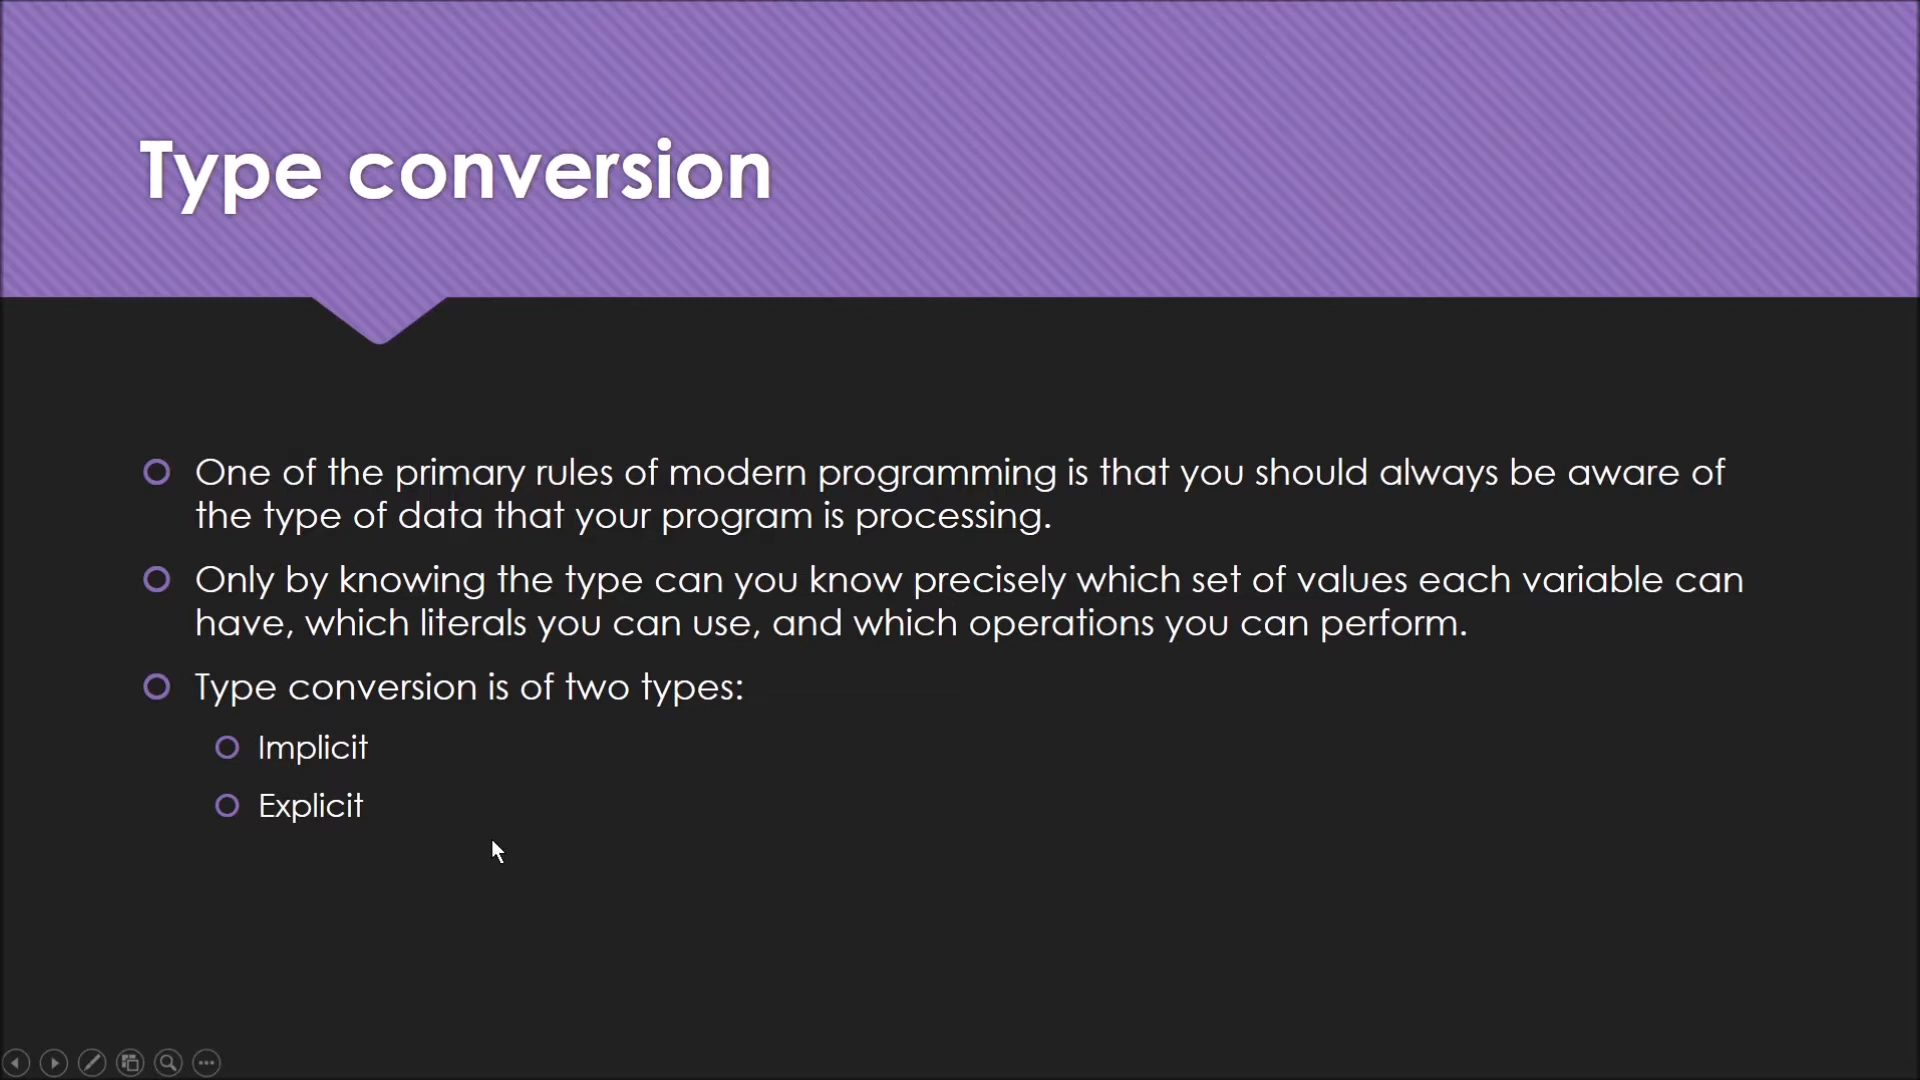 Type conversion
One of the primary rules of modern programming is that you should always be aware of
the type of data that your program is processing.
Only by knowing the type can you know precisely which set of values each variable can
have, which literals you can use, and which operations you can perform.
Type conversion is of two types:
Implicit
Explicit